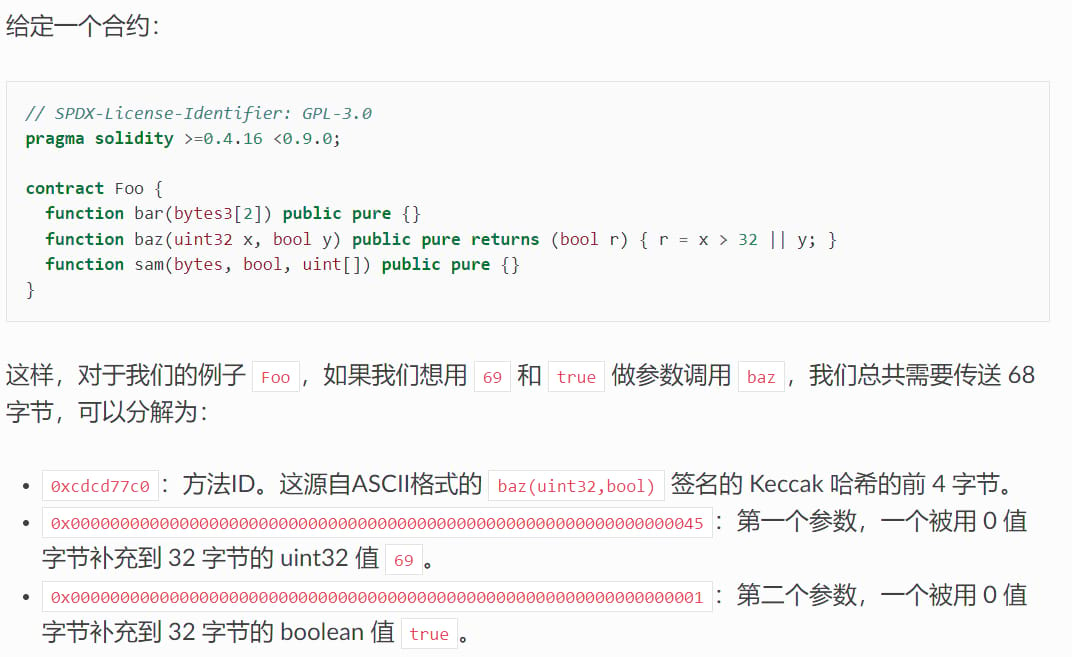 给定一个合约：
// SPDX-License-Identifier: GPL-3.0
pragma solidity >=0.4.16 <0.9.0;
contract Foo {
function bar(bytes3[2]) public pure {}
function baz(uint32 x, bool y) public pure returns (bool r) { r = x > 32 || y; }
function sam(bytes, bool, uint[]) public pure {}
}
这样，对于我们的例子 Foo ，如果我们想用 69 和 true 做参数调用 baz ，我们总共需要传送 68
字节，可以分解为：
• 0xcdcd77c0 ：方法ID。这源自ASCII格式的 baz(uint32,bool) 签名的 Keccak 哈希的前 4 字节。
• 0x0000000000000000000000000000000000000000000000000000000000000045 ：第一个参数，一个被用 0 值
字节补充到 32 字节的 uint32 值 69 。
• 0x0000000000000000000000000000000000000000000000000000000000000001 ：第二个参数，一个被用 0 值
字节补充到 32 字节的 boolean 值 true 。